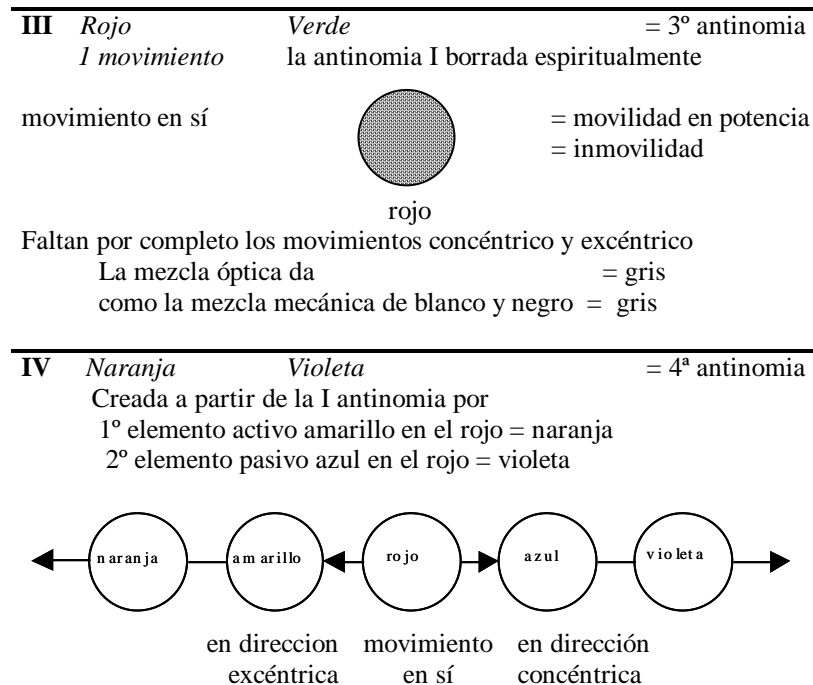 III Rojo Verde = 3º antinomia
1 movimiento la antinomia I borrada espiritualmente
movimiento en sí = movilidad en potencia
= inmovilidad
rojo
Faltan por completo los movimientos concéntrico y excéntrico
La mezcla óptica da = gris
como la mezcla mecánica de blanco y negro = gris
IV Naranja Violeta = 4ª antinomia
Creada a partir de la I antinomia por
1º elemento activo amarillo en el rojo = naranja
2º elemento pasivo azul en el rojo = violeta
naranja amarillo rojo azul violeta
en direccion movimiento en dirección
excéntrica en sí concéntrica